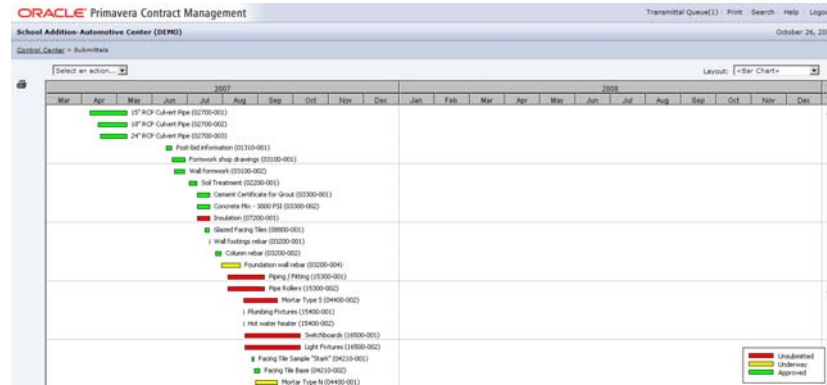 ORACLE Primavera Contract Management
Transmittal Queue(1) Print Search Help
School Addition-Automotive Center (DEMO)
October 26,
Control Center > Submittals
Select an action...
Layout: <Bar Chart>
2007 2008
Mar Apr May Jun Jul Aug Sep Oct Nov Dec Jan Feb Mar Apr May Jun Jul Aug Sep Oct Nov Dec
15" RCP Culvert Pipe (02700-001)
18" RCP Culvert Pipe (02700-002)
24" RCP Culvert Pipe (02700-003)
Post-bid information (01310-001)
Formwork shop drawings (03100-001)
Wall formwork (03100-002)
Soil Treatment (02200-001)
Cement Certificate for Grout (03300-001)
Concrete Mix - 3000 PSI (03300-002)
Insulation (07200-001)
Glazed Facing Tiles (08800-001)
Wall footings rebar (03200-001)
Column rebar (03200-002)
Foundation wall rebar (03200-004)
Piping / Fitting (15300-001)
Pipe Rollers (15300-002)
Mortar Type S (04400-002)
Plumbing Fixtures (15400-001)
Hot water heater (15400-002)
Switchboards (16500-001)
Light Fixtures (16500-002)
Facing Tile Sample "Stark" (04210-001)
Facing Tile Base (04210-002)
Mortar Type N (04400-001)
Unsubmitted
Underway
Approved